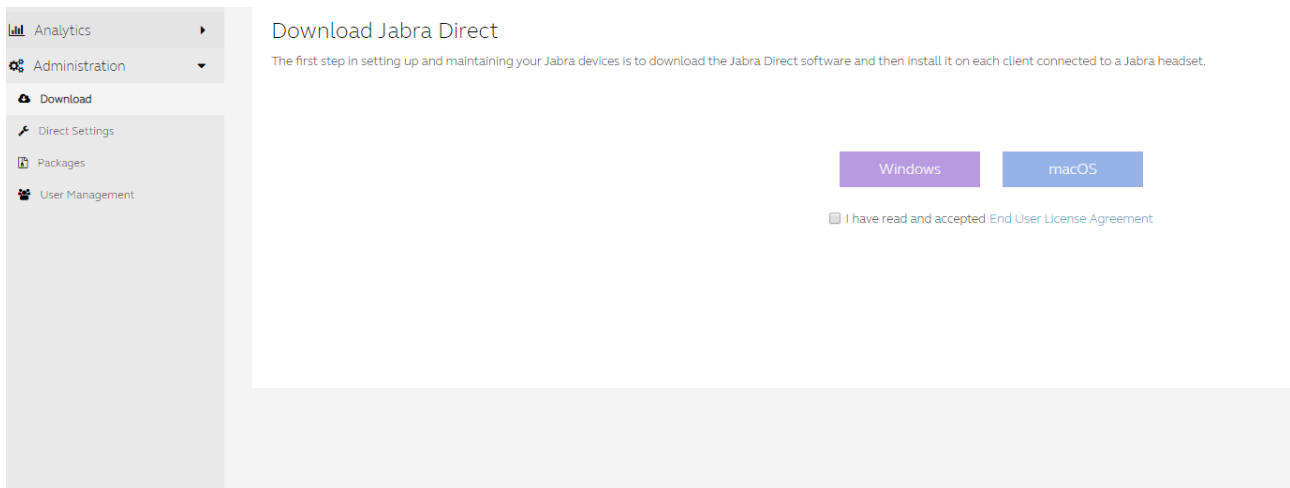 Analytics
Administration
Download
Direct Settings
Packages
User Management
Download Jabra Direct
The first step in setting up and maintaining your Jabra devices is to download the Jabra Direct software and then install it on each client connected to a Jabra headset.
Windows macOS
I have read and accepted End User License Agreement